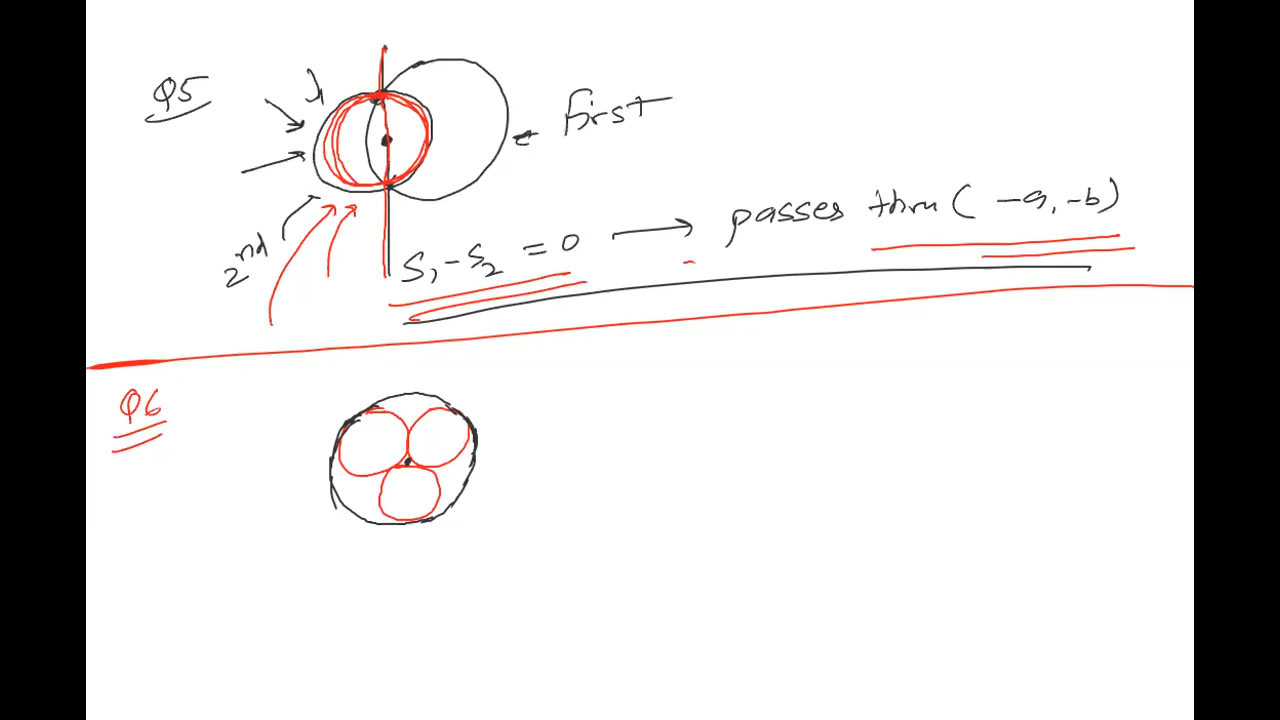 Q5
first
2nd
S1 - S2 = 0 → passes thru (-a, -b)
Q6